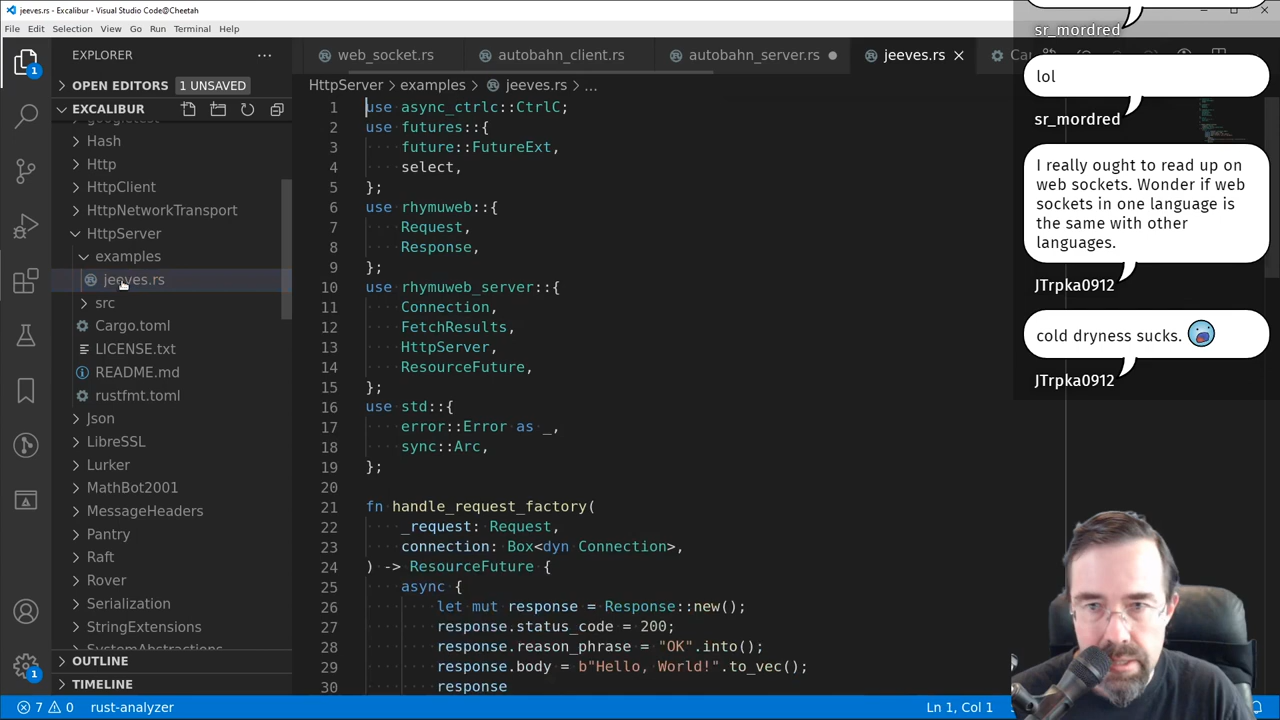 jeeves.rs - Excalibur - Visual Studio Code@Cheetah
File Edit Selection View Go Run Terminal Help
EXPLORER
OPEN EDITORS 1 UNSAVED
EXCALIBUR
Hash
Http
HttpClient
HttpNetworkTransport
HttpServer
examples
jeeves.rs
src
Cargo.toml
LICENSE.txt
README.md
rustfmt.toml
Json
LibreSSL
Lurker
MathBot2001
MessageHeaders
Pantry
Raft
Rover
Serialization
StringExtensions
SystemAbstractions
OUTLINE
TIMELINE
1
1
web_socket.rs autobahn_client.rs autobahn_server.rs jeeves.rs
HttpServer > examples > jeeves.rs > ...
1 use async_ctrlc::CtrlC;
2 use futures::{
3 future::FutureExt,
4 select,
5 };
6 use rhymuweb::{
7 Request,
8 Response,
9 };
10 use rhymuweb_server::{
11 Connection,
12 FetchResults,
13 HttpServer,
14 ResourceFuture,
15 };
16 use std::{
17 error::Error as _,
18 sync::Arc,
19 };
20
21 fn handle_request_factory(
22 _request: Request,
23 connection: Box<dyn Connection>,
24 ) -> ResourceFuture {
25 async {
26 let mut response = Response::new();
27 response.status_code = 200;
28 response.reason_phrase = "OK".into();
29 response.body = b"Hello, World!".to_vec();
30 response
sr_mordred
lol
sr_mordred
I really ought to read up on
web sockets. Wonder if web
sockets in one language is
the same with other
languages.
JTrpka0912
cold dryness sucks.
JTrpka0912
7 0 rust-analyzer Ln 1, Col 1